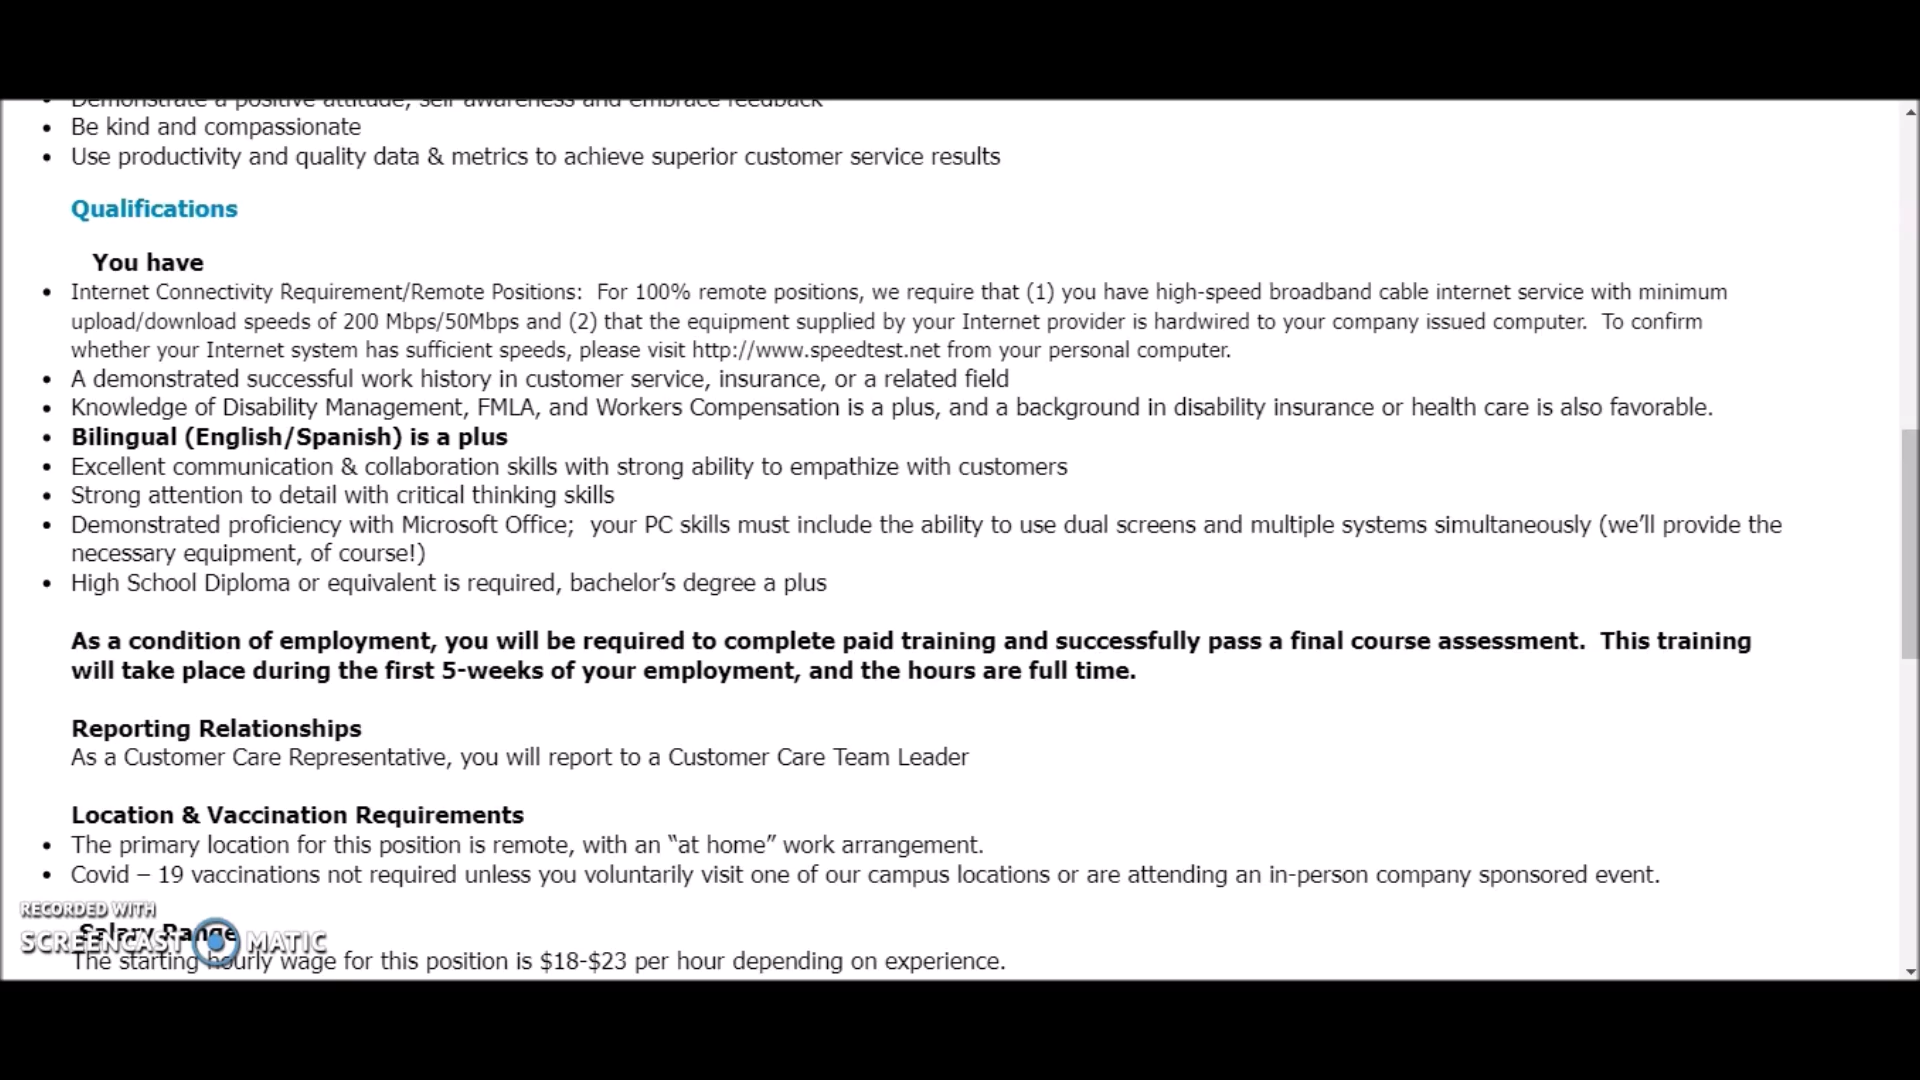 Demonstrate a positive attitude, self awareness and embrace feedback
Be kind and compassionate
Use productivity and quality data & metrics to achieve superior customer service results
Qualifications
You have
Internet Connectivity Requirement/Remote Positions:  For 100% remote positions, we require that (1) you have high-speed broadband cable internet service with minimum
upload/download speeds of 200 Mbps/50Mbps and (2) that the equipment supplied by your Internet provider is hardwired to your company issued computer.  To confirm
whether your Internet system has sufficient speeds, please visit http://www.speedtest.net from your personal computer.
A demonstrated successful work history in customer service, insurance, or a related field
Knowledge of Disability Management, FMLA, and Workers Compensation is a plus, and a background in disability insurance or health care is also favorable.
Bilingual (English/Spanish) is a plus
Excellent communication & collaboration skills with strong ability to empathize with customers
Strong attention to detail with critical thinking skills
Demonstrated proficiency with Microsoft Office;  your PC skills must include the ability to use dual screens and multiple systems simultaneously (we’ll provide the
necessary equipment, of course!)
High School Diploma or equivalent is required, bachelor’s degree a plus
As a condition of employment, you will be required to complete paid training and successfully pass a final course assessment.  This training
will take place during the first 5-weeks of your employment, and the hours are full time.
Reporting Relationships
As a Customer Care Representative, you will report to a Customer Care Team Leader
Location & Vaccination Requirements
The primary location for this position is remote, with an “at home” work arrangement.
Covid – 19 vaccinations not required unless you voluntarily visit one of our campus locations or are attending an in-person company sponsored event.
RECORDED WITH
Salary Range
SCREENCAST MATIC
The starting hourly wage for this position is $18-$23 per hour depending on experience.